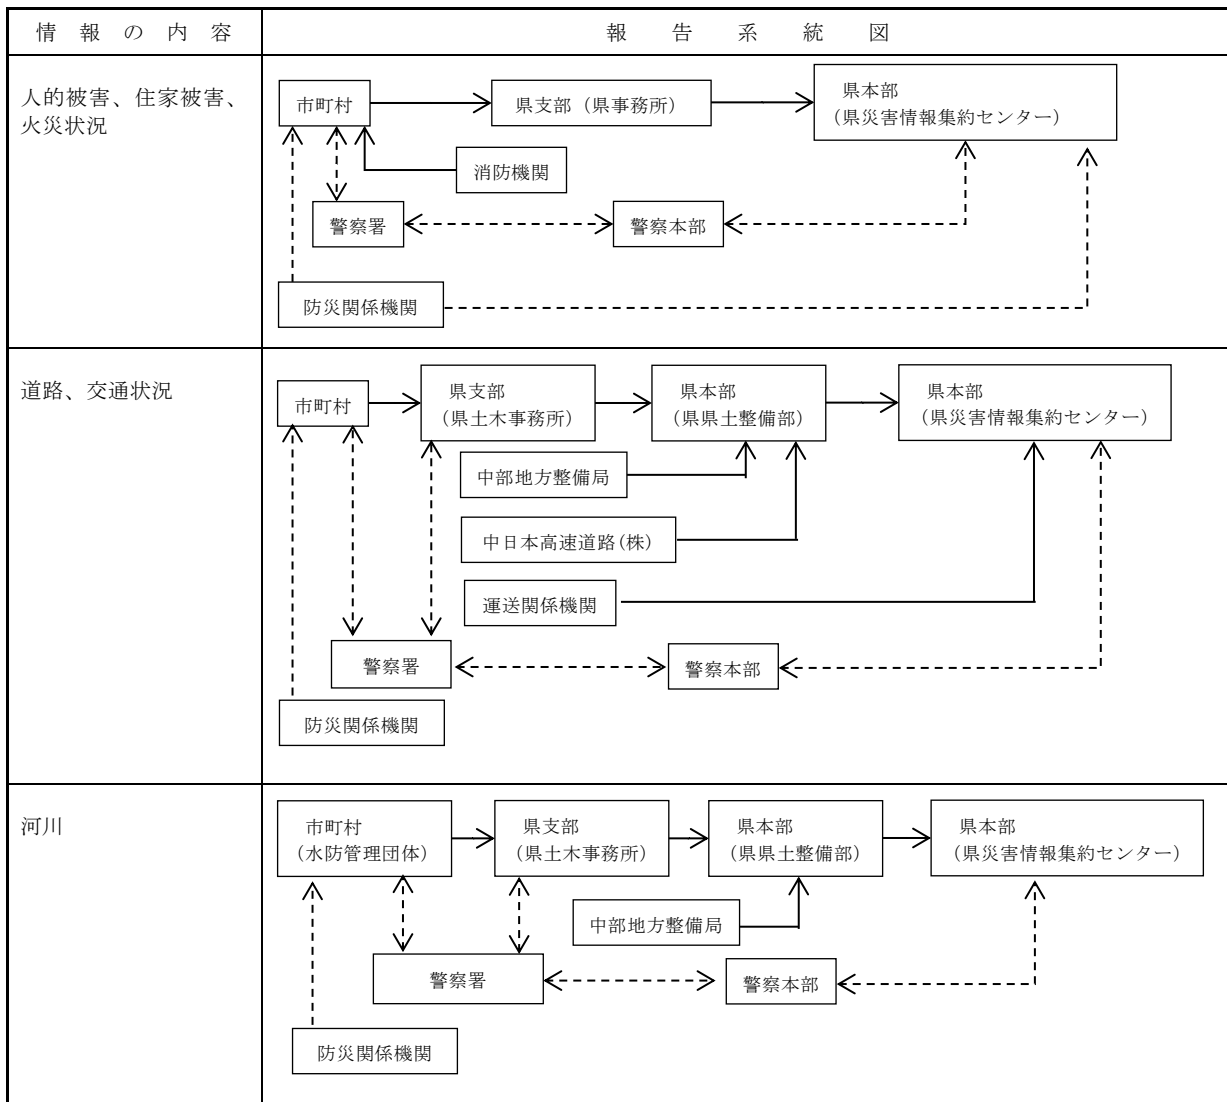 情報の内容
報告系統図
人的被害、住家被害、
火災状況
市町村
県支部（県事務所）
県本部
（県災害情報集約センター）
消防機関
警察署
警察本部
防災関係機関
道路、交通状況
市町村
県支部
（県土木事務所）
県本部
（県県土整備部）
県本部
（県災害情報集約センター）
中部地方整備局
中日本高速道路(株)
運送関係機関
警察署
警察本部
防災関係機関
河川
市町村
（水防管理団体）
県支部
（県土木事務所）
県本部
（県県土整備部）
県本部
（県災害情報集約センター）
中部地方整備局
警察署
警察本部
防災関係機関